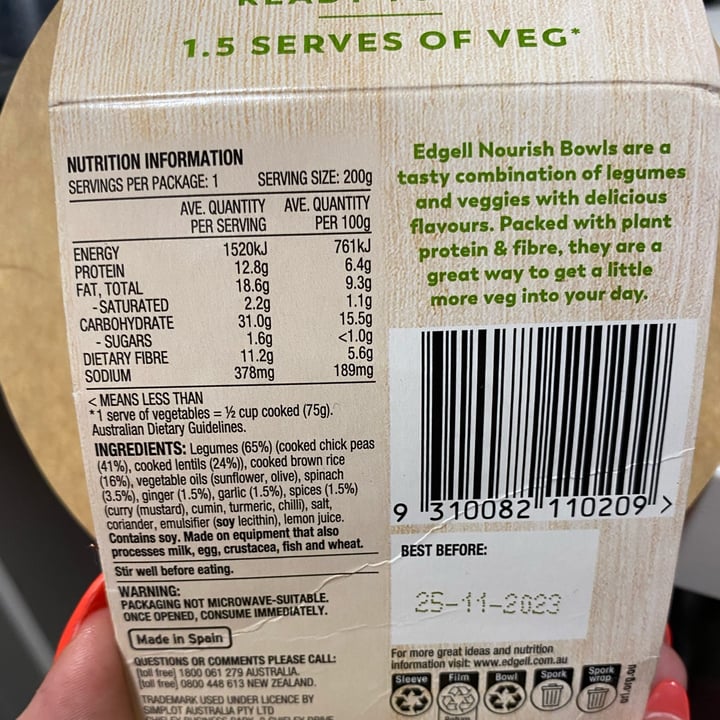 1.5 SERVES OF VEG*
NUTRITION INFORMATION
SERVINGS PER PACKAGE: 1 SERVING SIZE: 200g
AVE. QUANTITY AVE. QUANTITY
PER SERVING PER 100g
ENERGY 1520kJ 761kJ
PROTEIN 12.8g 6.4g
FAT, TOTAL 18.6g 9.3g
-SATURATED 2.2g 1.1g
CARBOHYDRATE 31.0g 15.5g
- SUGARS 1.6g <1.0g
DIETARY FIBRE 11.2g 5.6g
SODIUM 378mg 189mg
< MEANS LESS THAN
*1 serve of vegetables = ½ cup cooked (75g).
Australian Dietary Guidelines.
INGREDIENTS: Legumes (65%) (cooked chick peas
(41%), cooked lentils (24%)), cooked brown rice
(16%), vegetable oils (sunflower, olive), spinach
(3.5%), ginger (1.5%), garlic (1.5%), spices (1.5%)
(curry (mustard), cumin, turmeric, chilli), salt,
coriander, emulsifier (soy lecithin), lemon juice.
Contains soy. Made on equipment that also
processes milk, egg, crustacea, fish and wheat.
Stir well before eating.
WARNING:
PACKAGING NOT MICROWAVE-SUITABLE.
ONCE OPENED, CONSUME IMMEDIATELY.
Made in Spain
QUESTIONS OR COMMENTS PLEASE CALL:
[toll free] 1800 061 279 AUSTRALIA.
[toll free] 0800 448 613 NEW ZEALAND.
TRADEMARK USED UNDER LICENCE BY
SIMPLOT AUSTRALIA PTY LTD
Edgell Nourish Bowls are a
tasty combination of legumes
and veggies with delicious
flavours. Packed with plant
protein & fibre, they are a
great way to get a little
more veg into your day.
9 310082 110209 >
BEST BEFORE:
25-11-2023
For more great ideas and nutrition
information visit: www.edgell.com.au
Sleeve Film Bowl Spork Spork
wrap